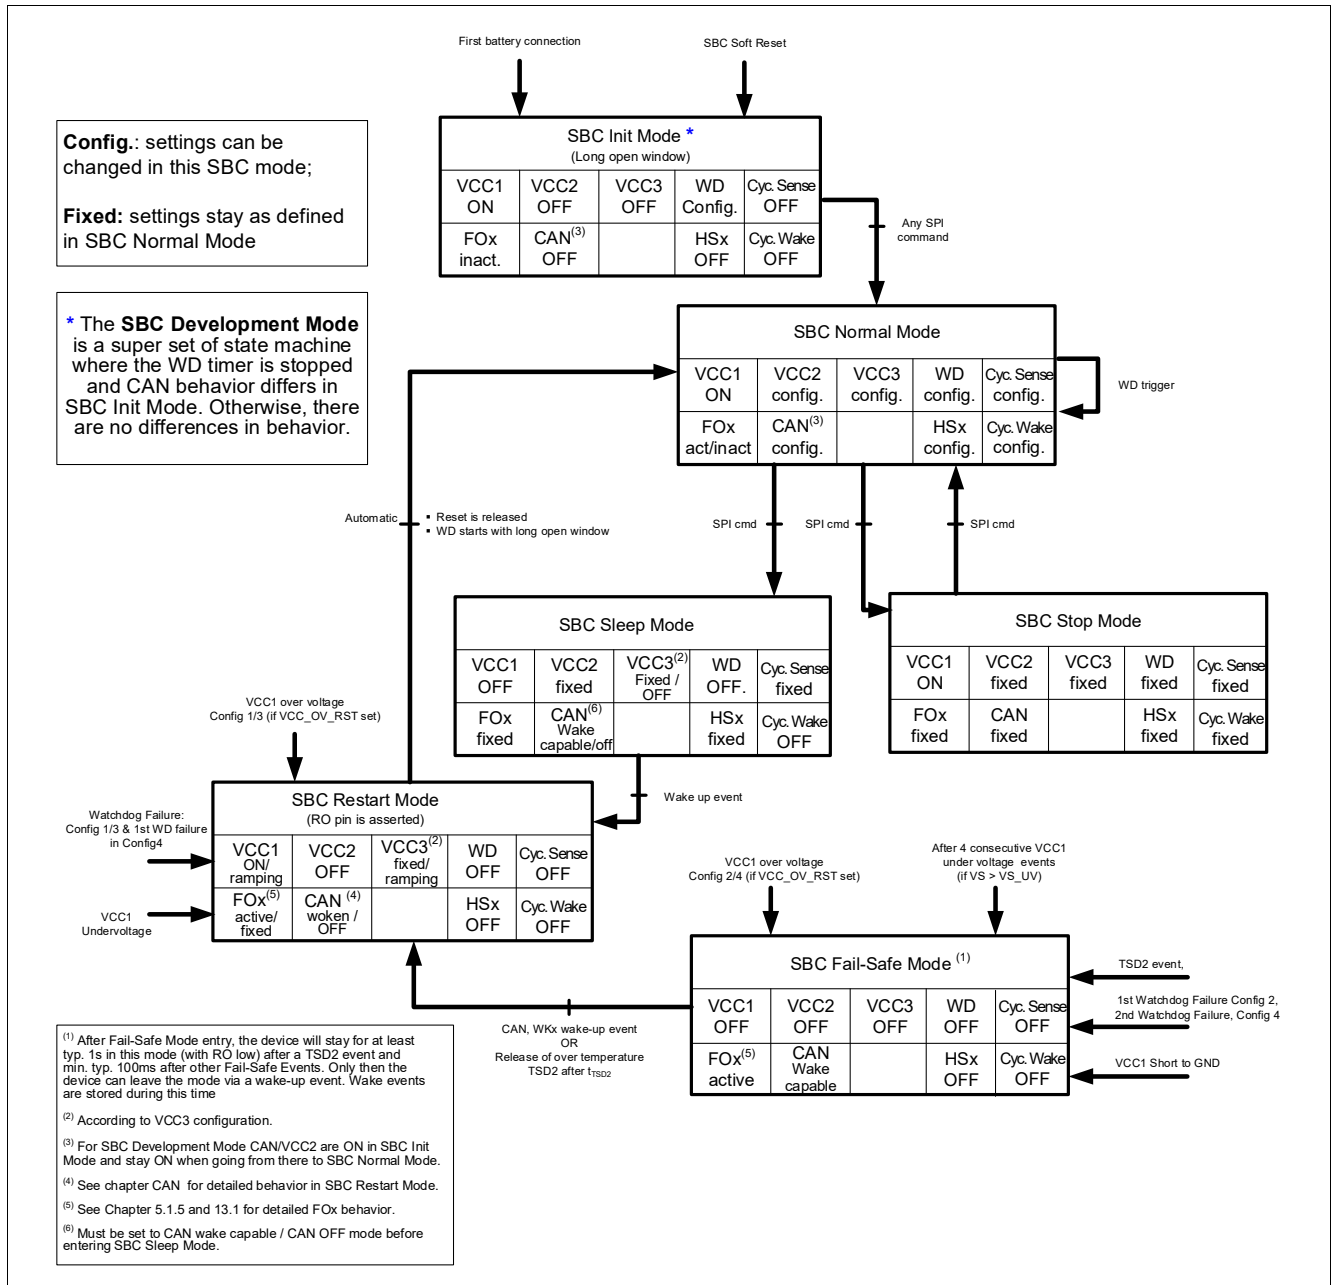 First battery connection
SBC Soft Reset
Config.: settings can be
changed in this SBC mode;
Fixed: settings stay as defined
in SBC Normal Mode
* The SBC Development Mode
is a super set of state machine
where the WD timer is stopped
and CAN behavior differs in
SBC Init Mode. Otherwise, there
are no differences in behavior.
SBC Init Mode *
(Long open window)
VCC1
ON
VCC2
OFF
VCC3
OFF
WD
Config.
Cyc. Sense
OFF
FOx
inact.
CAN(3)
OFF
HSx
OFF
Cyc. Wake
OFF
Any SPI
command
SBC Normal Mode
VCC1
ON
VCC2
config.
VCC3
config.
WD
config.
Cyc. Sense
config.
FOx
act/inact
CAN(3)
config.
HSx
config.
Cyc. Wake
config.
WD trigger
Automatic
▪ Reset is released
▪ WD starts with long open window
SPI cmd
SPI cmd
SPI cmd
SBC Sleep Mode
VCC1
OFF
VCC2
fixed
VCC3(2)
Fixed /
OFF
WD
OFF.
Cyc. Sense
fixed
FOx
fixed
CAN(6)
Wake
capable/off
HSx
fixed
Cyc. Wake
OFF
SBC Stop Mode
VCC1
ON
VCC2
fixed
VCC3
fixed
WD
fixed
Cyc. Sense
fixed
FOx
fixed
CAN
fixed
HSx
fixed
Cyc. Wake
fixed
VCC1 over voltage
Config 1/3 (if VCC_OV_RST set)
Wake up event
Watchdog Failure:
Config 1/3 & 1st WD failure
in Config4
VCC1
Undervoltage
SBC Restart Mode
(RO pin is asserted)
VCC1
ON/
ramping
VCC2
OFF
VCC3(2)
fixed/
ramping
WD
OFF
Cyc. Sense
OFF
FOx(5)
active/
fixed
CAN (4)
woken /
OFF
HSx
OFF
Cyc. Wake
OFF
VCC1 over voltage
Config 2/4 (if VCC_OV_RST set)
After 4 consecutive VCC1
under voltage events
(if VS > VS_UV)
SBC Fail-Safe Mode (1)
VCC1
OFF
VCC2
OFF
VCC3
OFF
WD
OFF
Cyc. Sense
OFF
FOx(5)
active
CAN
Wake
capable
HSx
OFF
Cyc. Wake
OFF
TSD2 event,
1st Watchdog Failure Config 2,
2nd Watchdog Failure, Config 4
VCC1 Short to GND
CAN, WKx wake-up event
OR
Release of over temperature
TSD2 after tTSD2
(1) After Fail-Safe Mode entry, the device will stay for at least
typ. 1s in this mode (with RO low) after a TSD2 event and
min. typ. 100ms after other Fail-Safe Events. Only then the
device can leave the mode via a wake-up event. Wake events
are stored during this time
(2) According to VCC3 configuration.
(3) For SBC Development Mode CAN/VCC2 are ON in SBC Init
Mode and stay ON when going from there to SBC Normal Mode.
(4) See chapter CAN for detailed behavior in SBC Restart Mode.
(5) See Chapter 5.1.5 and 13.1 for detailed FOx behavior.
(6) Must be set to CAN wake capable / CAN OFF mode before
entering SBC Sleep Mode.